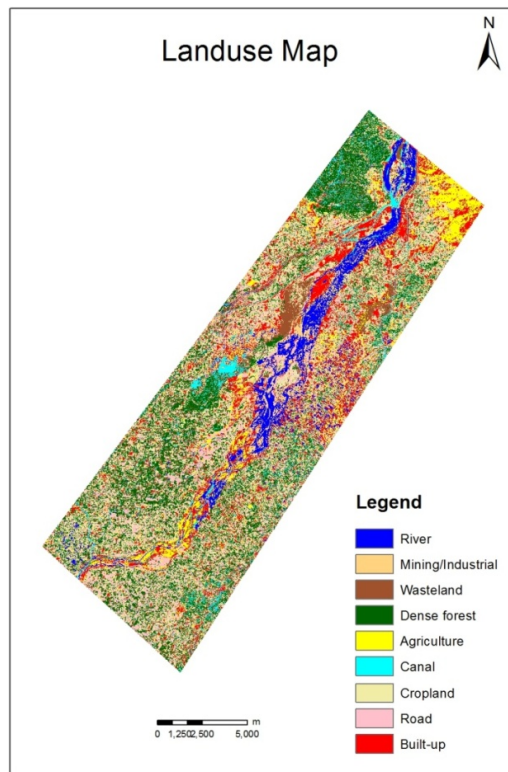 N
Landuse Map
Legend
River
Mining/Industrial
Wasteland
Dense forest
Agriculture
Canal
Cropland
Road
Built-up
m
0 1,250 2,500 5,000